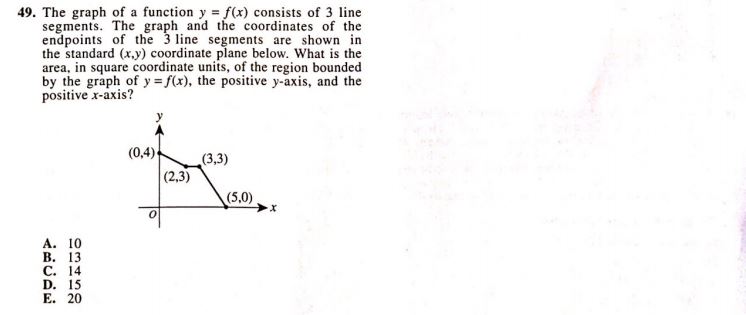 49. The graph of a function y = f(x) consists of 3 line
segments. The graph and the coordinates of the
endpoints of the 3 line segments are shown in
the standard (x,y) coordinate plane below. What is the
area, in square coordinate units, of the region bounded
by the graph of y = f(x), the positive y-axis, and the
positive x-axis?
y
(0,4)
(3,3)
(2,3)
(5,0)
x
O
A. 10
B. 13
C. 14
D. 15
E. 20